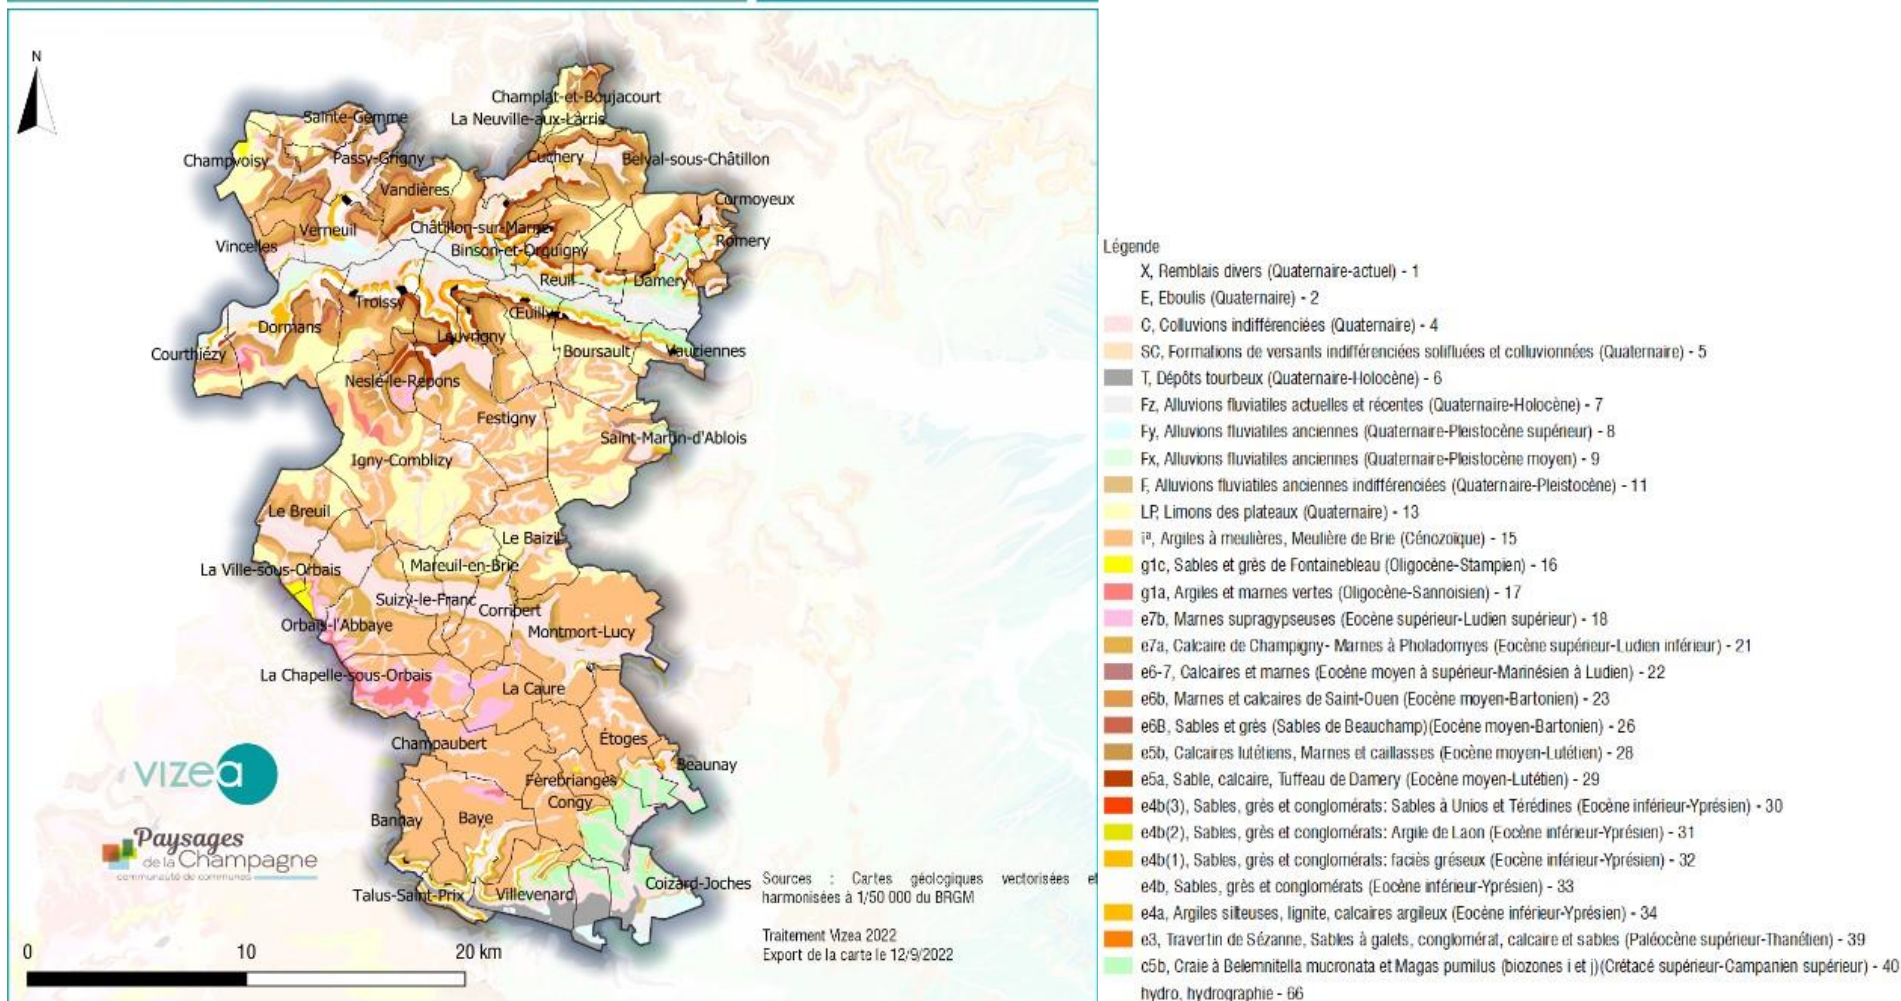 N
Champlat-et-Boujacourt
Sainte-Gemme
La Neuville-aux-Larris
Champvoisy
Passy-Grigny
Cuchery
Belval-sous-Châtillon
Vandières
Cormoyeux
Verneuil
Châtillon-sur-Marne
Vincelles
Binson-et-Orquigny
Romery
Reuil
Damery
Troissy
Œuilly
Dormans
Leuvrigny
Courthiézy
Boursault
Vauciennes
Nesle-le-Repons
Festigny
Saint-Martin-d'Ablois
Igny-Comblizy
Le Breuil
Le Baizil
La Ville-sous-Orbais
Mareuil-en-Brie
Suizy-le-Franc
Corribert
Orbais-l'Abbaye
Montmort-Lucy
La Chapelle-sous-Orbais
La Caure
Champaubert
Étoges
Beaunay
Fèrebrianges
Congy
Bannay
Baye
Talus-Saint-Prix
Villevenard
Coizard-Joches
vizea
Paysages
de la Champagne
communauté de communes
Sources : Cartes géologiques vectorisées et
harmonisées à 1/50 000 du BRGM
Traitement Vizea 2022
Export de la carte le 12/9/2022
0 10 20 km
Légende
X, Remblais divers (Quaternaire-actuel) - 1
E, Eboulis (Quaternaire) - 2
C, Colluvions indifférenciées (Quaternaire) - 4
SC, Formations de versants indifférenciées solifluées et colluvionnées (Quaternaire) - 5
T, Dépôts tourbeux (Quaternaire-Holocène) - 6
Fz, Alluvions fluviatiles actuelles et récentes (Quaternaire-Holocène) - 7
Fy, Alluvions fluviatiles anciennes (Quaternaire-Pleistocène supérieur) - 8
Fx, Alluvions fluviatiles anciennes (Quaternaire-Pleistocène moyen) - 9
F, Alluvions fluviatiles anciennes indifférenciées (Quaternaire-Pleistocène) - 11
LP, Limons des plateaux (Quaternaire) - 13
Argiles à meulières, Meulière de Brie (Cénozoïque) - 15
g1c, Sables et grès de Fontainebleau (Oligocène-Stampien) - 16
g1a, Argiles et marnes vertes (Oligocène-Sannoisien) - 17
e7b, Marnes supragypseuses (Eocène supérieur-Ludien supérieur) - 18
e7a, Calcaire de Champigny- Marnes à Pholadomyes (Eocène supérieur-Ludien inférieur) - 21
e6-7, Calcaires et marnes (Eocène moyen à supérieur-Marinésien à Ludien) - 22
e6b, Marnes et calcaires de Saint-Ouen (Eocène moyen-Bartonien) - 23
e6B, Sables et grès (Sables de Beauchamp)(Eocène moyen-Bartonien) - 26
e5b, Calcaires lutétiens, Marnes et caillasses (Eocène moyen-Lutétien) - 28
e5a, Sable, calcaire, Tuffeau de Damery (Eocène moyen-Lutétien) - 29
e4b(3), Sables, grès et conglomérats: Sables à Unios et Térédines (Eocène inférieur-Yprésien) - 30
e4b(2), Sables, grès et conglomérats: Argile de Laon (Eocène inférieur-Yprésien) - 31
e4b(1), Sables, grès et conglomérats: faciès gréseux (Eocène inférieur-Yprésien) - 32
e4b, Sables, grès et conglomérats (Eocène inférieur-Yprésien) - 33
e4a, Argiles silteuses, lignite, calcaires argileux (Eocène inférieur-Yprésien) - 34
e3, Travertin de Sézanne, Sables à galets, conglomérat, calcaire et sables (Paléocène supérieur-Thanétien) - 39
c5b, Craie à Belemnitella mucronata et Magas pumilus (biozones i et j)(Crétacé supérieur-Campanien supérieur) - 40
hydro, hydrographie - 66